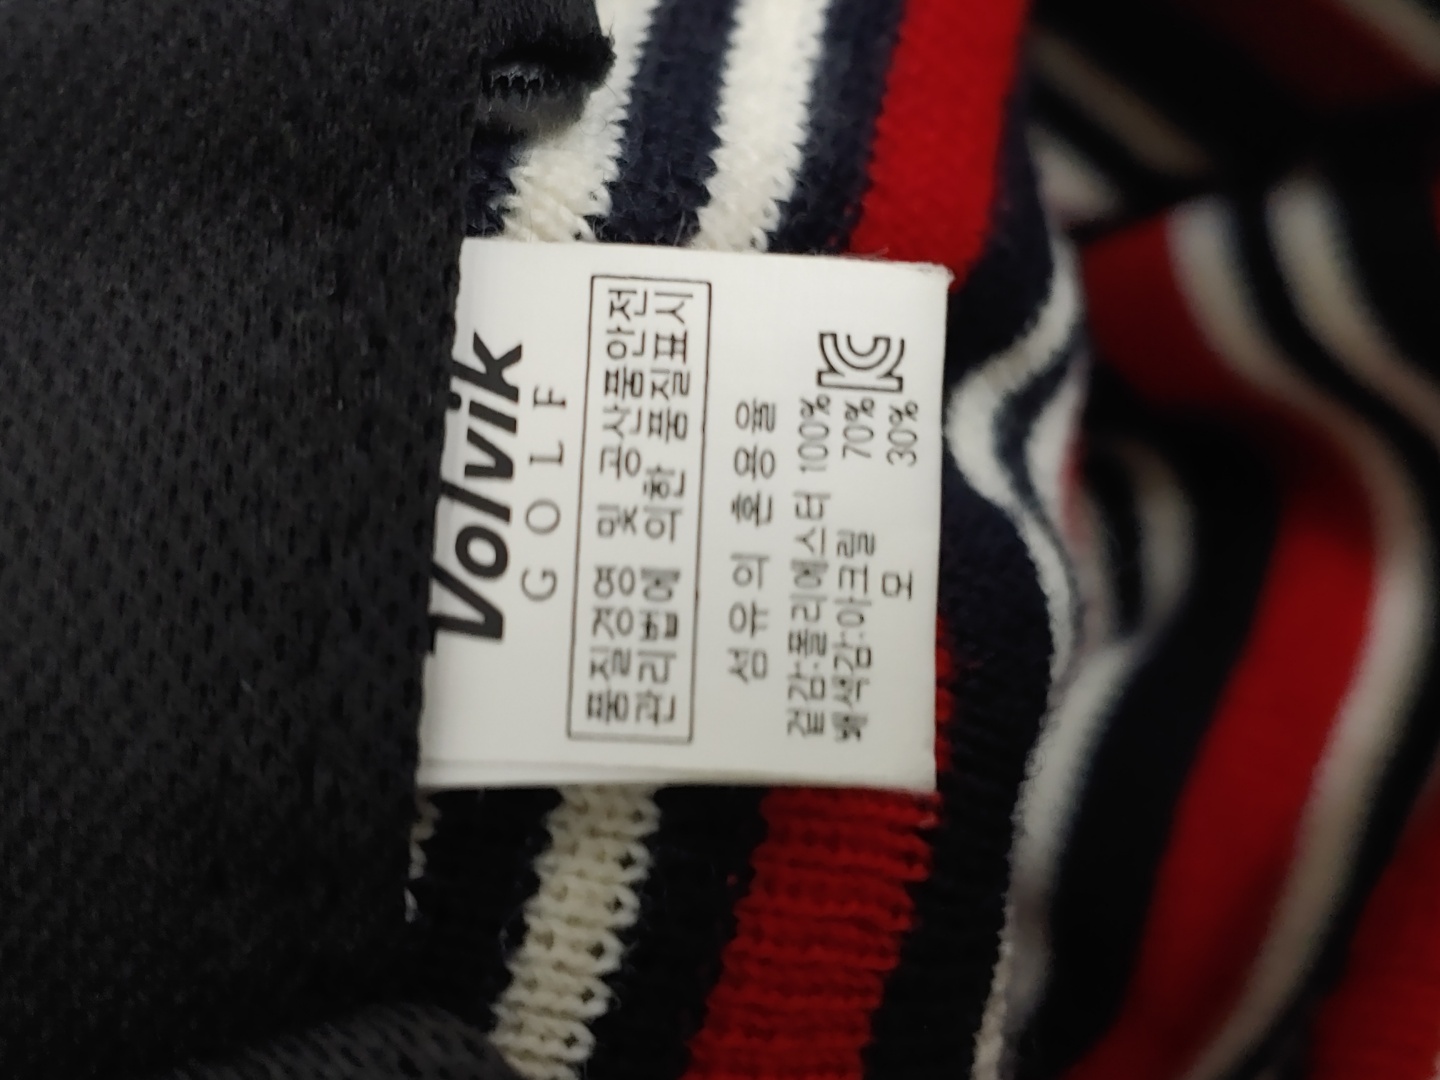 Volvik
GOLF
품질경영 및 공산품안전
관리법에 의한 품질표시
섬유의 혼용율
겉감:폴리에스터 100%
배색감:아크릴 70%
모 30%